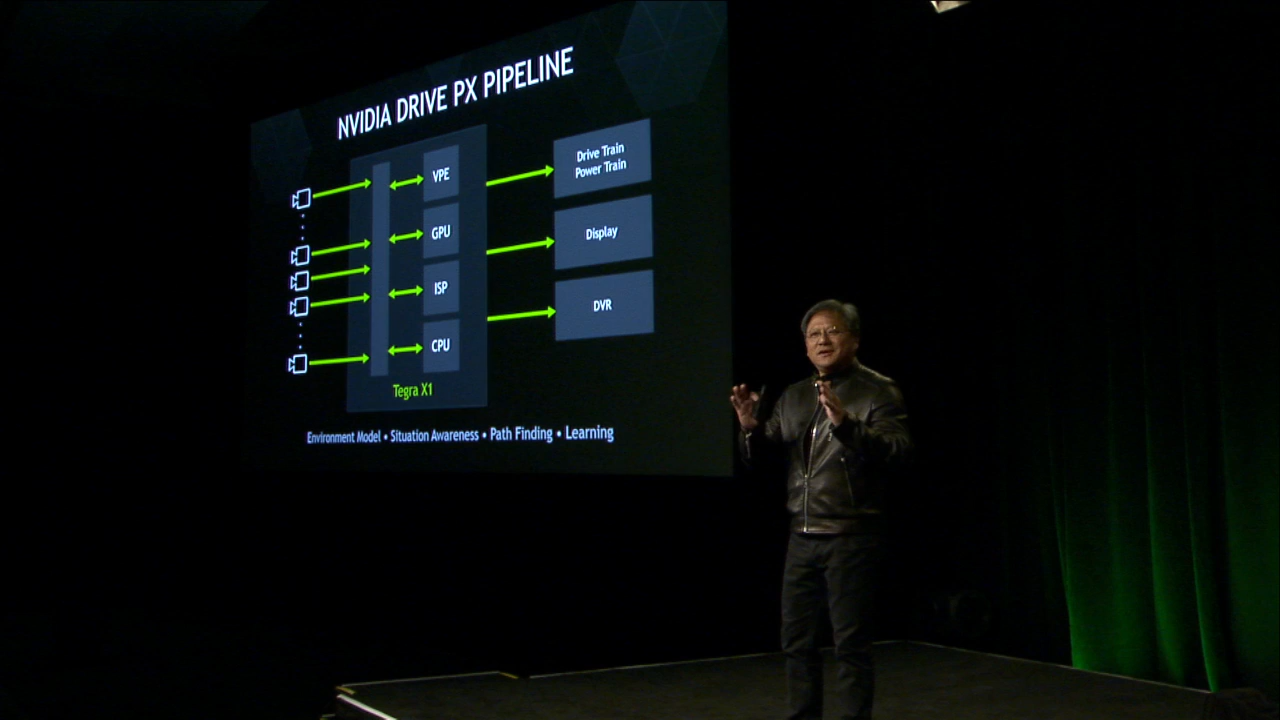 NVIDIA DRIVE PX PIPELINE
VPE
GPU
ISP
CPU
Tegra X1
Drive Train
Power Train
Display
DVR
Environment Model • Situation Awareness • Path Finding • Learning